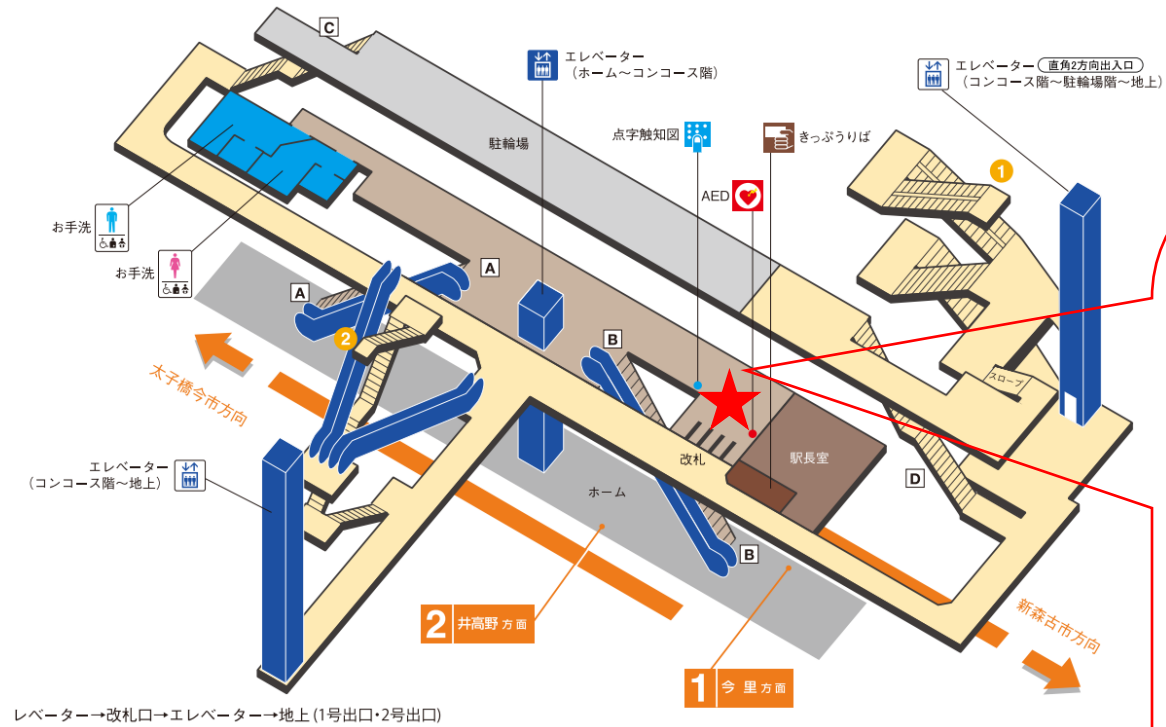 C
エレベーター
（ホーム～コンコース階）
エレベーター 直角2方向出入口
（コンコース階～駐輪場階～地上）
駐輪場
点字触知図
きっぷうりば
1
AED
お手洗
お手洗
A
A
2
B
太子橋今市方向
スロープ
改札
駅長室
D
エレベーター
（コンコース階～地上）
ホーム
B
2 井高野方面
1 今里方面
新森古市方向
レベーター→改札口→エレベーター→地上(1号出口・2号出口)